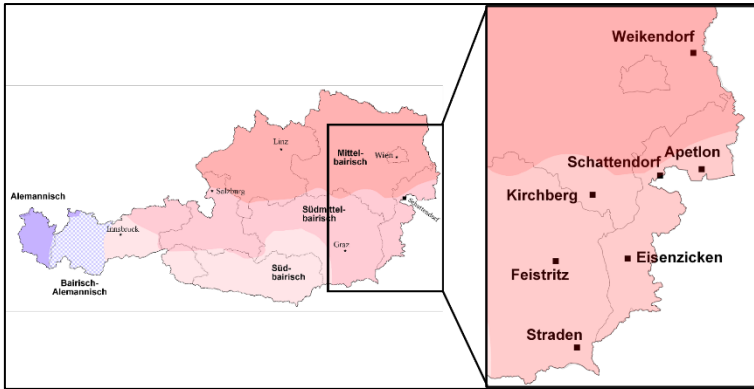 Linz
Mittel-
bairisch
Wien
Salzburg
Schattendorf
Alemannisch
Innsbruck
Südmittel-
bairisch
Graz
Süd-
bairisch
Bairisch-
Alemannisch
Weikendorf
Schattendorf
Apetlon
Kirchberg
Eisenzicken
Feistritz
Straden